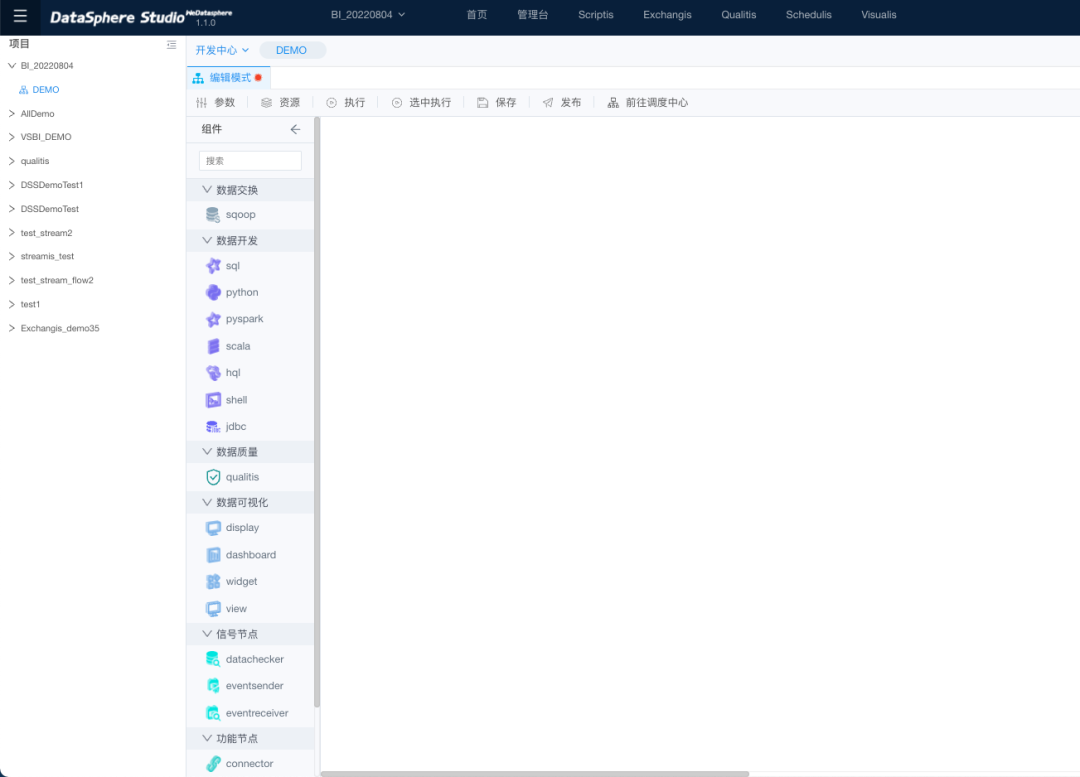 DataSphere Studio WeDatasphere 1.1.0
BI_20220804
首页
管理台
Scriptis
Exchangis
Qualitis
Schedulis
Visualis
项目
BI_20220804
DEMO
AllDemo
VSBI_DEMO
qualitis
DSSDemoTest1
DSSDemoTest
test_stream2
streamis_test
test_stream_flow2
test1
Exchangis_demo35
开发中心
DEMO
编辑模式
参数
资源
执行
选中执行
保存
发布
前往调度中心
组件
搜索
数据交换
sqoop
数据开发
sql
python
pyspark
scala
hql
shell
jdbc
数据质量
qualitis
数据可视化
display
dashboard
widget
view
信号节点
datachecker
eventsender
eventreceiver
功能节点
connector